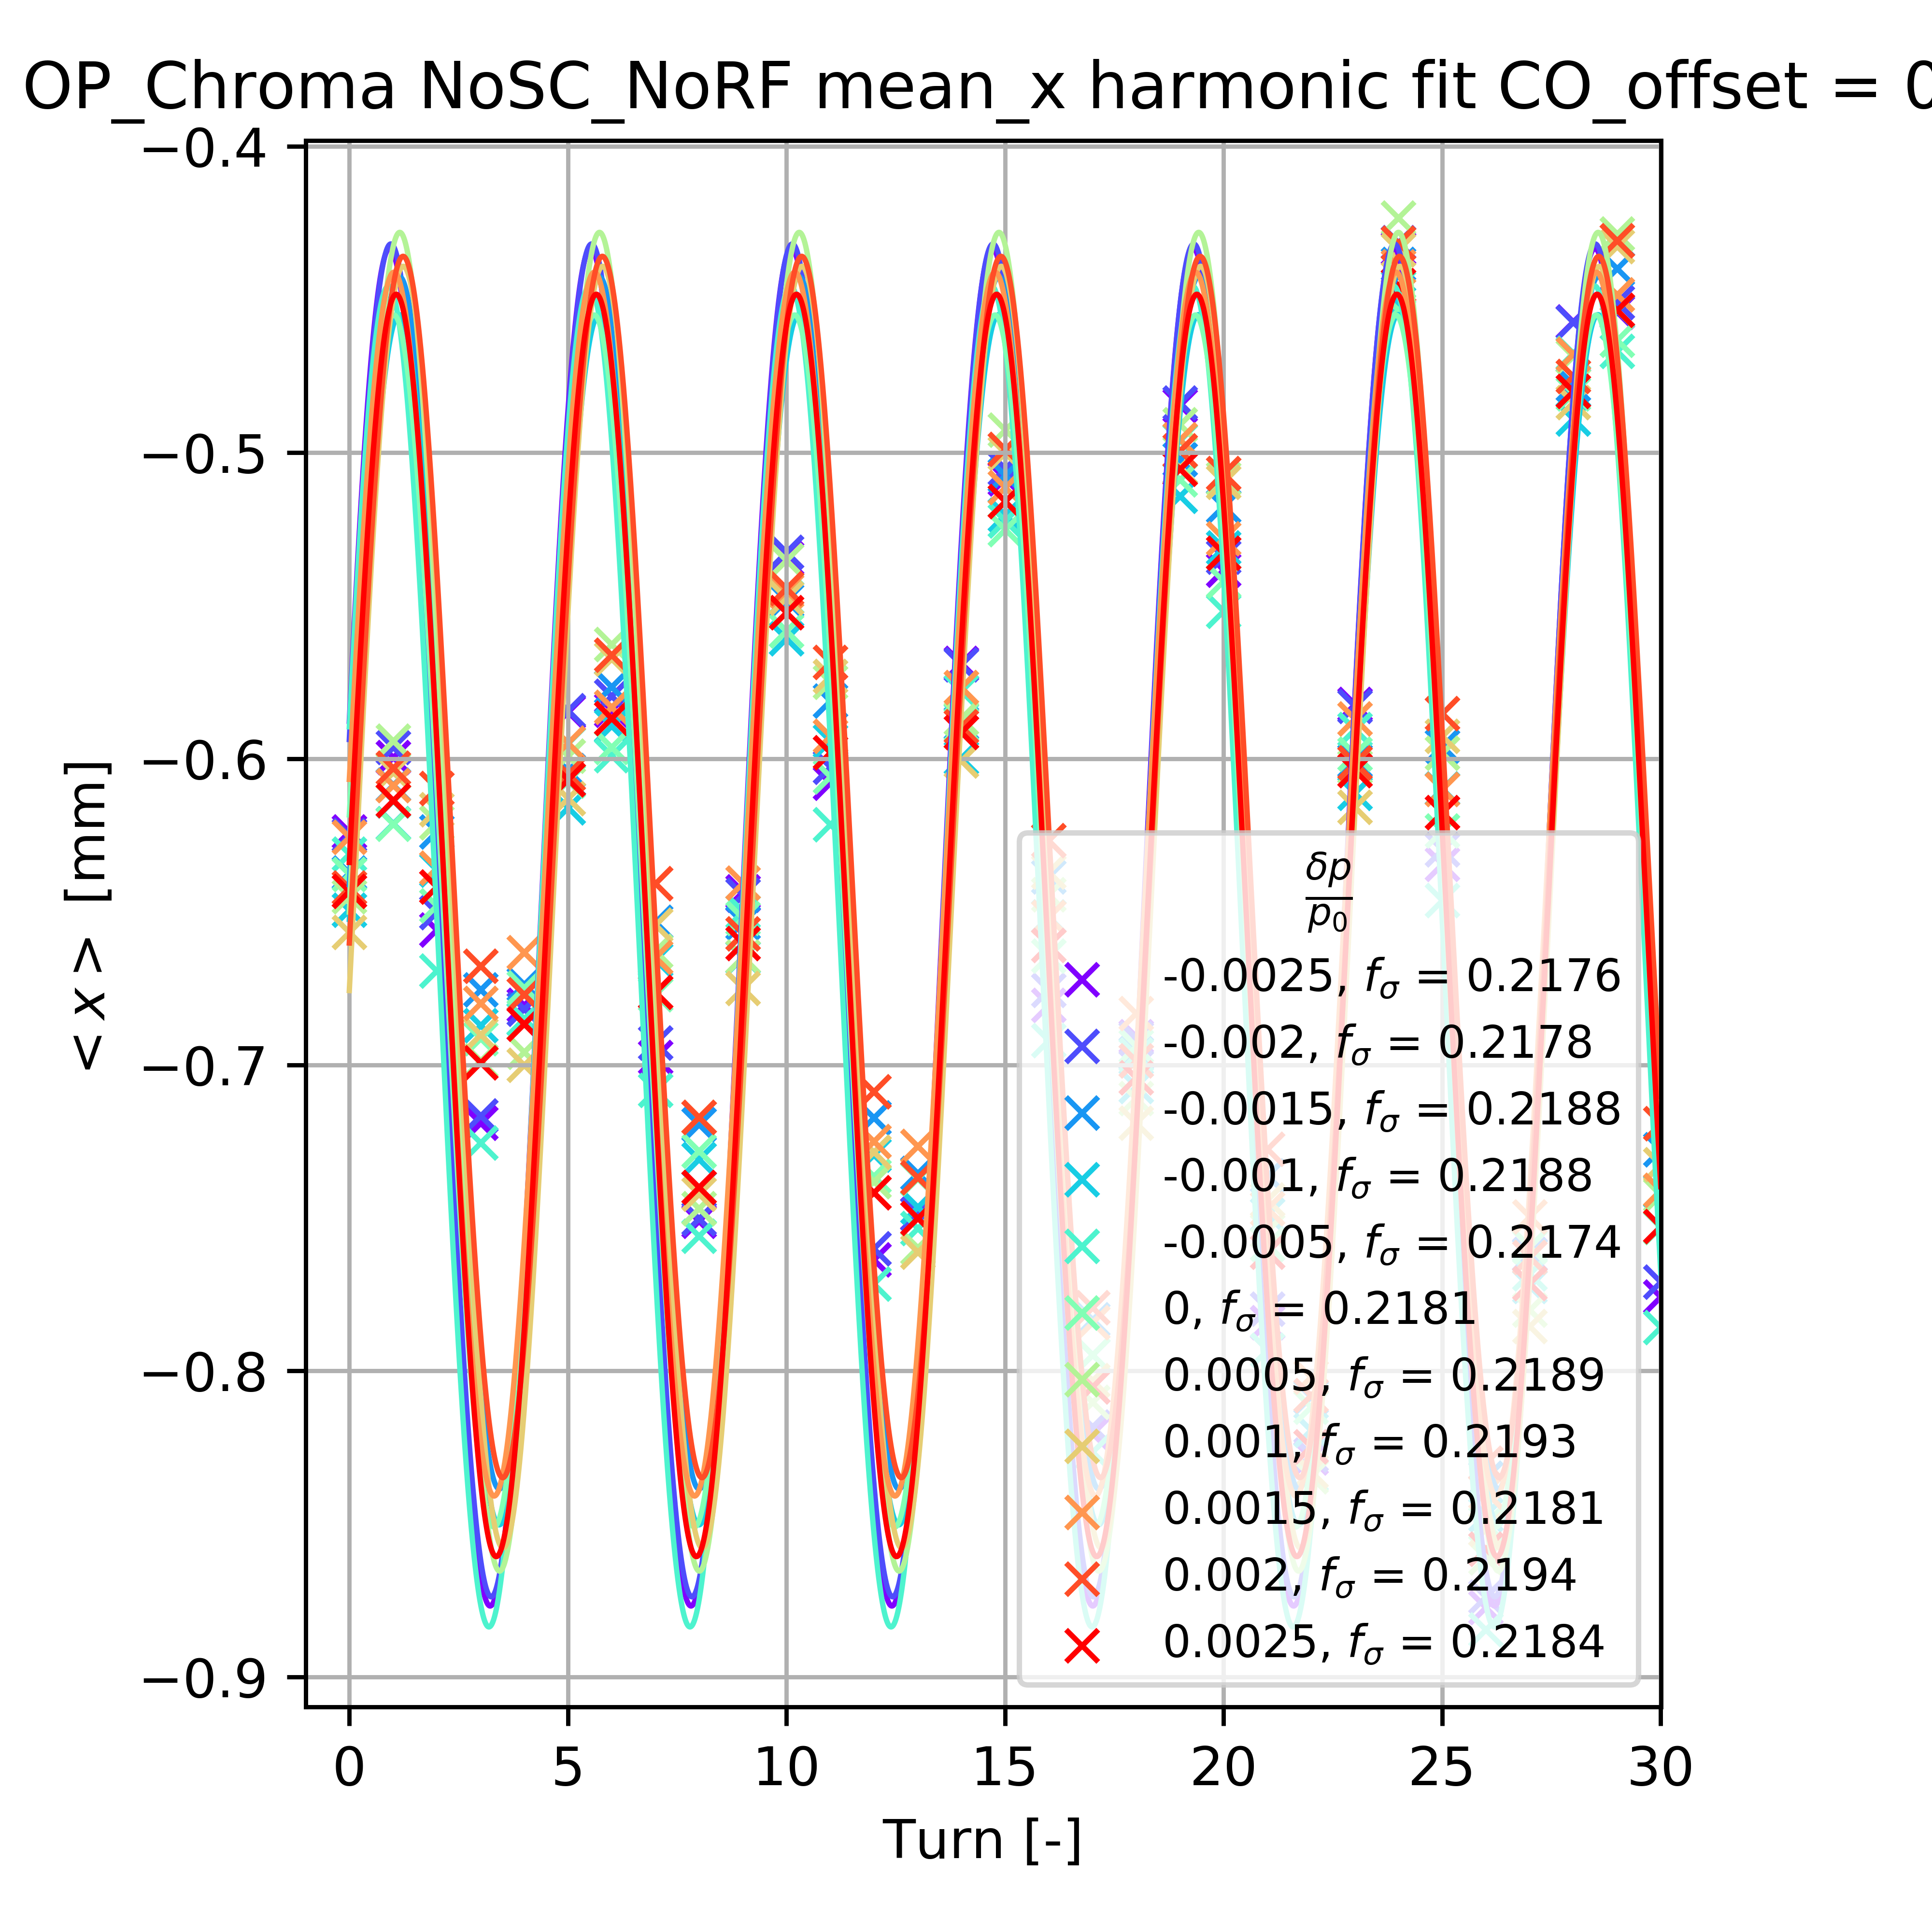 OP_Chroma NoSC_NoRF mean_x harmonic fit CO_offset = 0
−0.4
−0.5
−0.6
−0.7
−0.8
−0.9
< x > [mm]
δp
p0
-0.0025, fσ = 0.2176
-0.002, fσ = 0.2178
-0.0015, fσ = 0.2188
-0.001, fσ = 0.2188
-0.0005, fσ = 0.2174
0, fσ = 0.2181
0.0005, fσ = 0.2189
0.001, fσ = 0.2193
0.0015, fσ = 0.2181
0.002, fσ = 0.2194
0.0025, fσ = 0.2184
0 5 10 15 20 25 30
Turn [-]